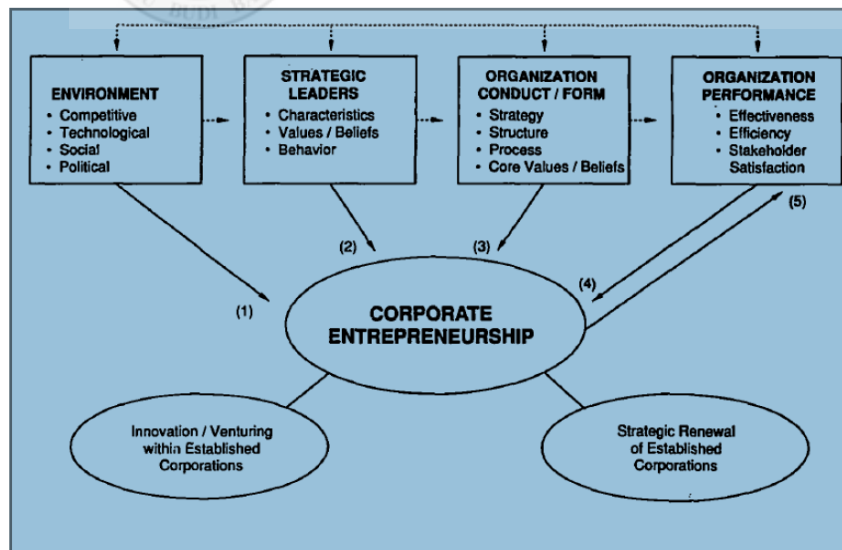 BUDI BA
ENVIRONMENT
• Competitive
• Technological
• Social
• Political
STRATEGIC
LEADERS
• Characteristics
• Values / Beliefs
• Behavior
ORGANIZATION
CONDUCT / FORM
• Strategy
• Structure
• Process
• Core Values / Beliefs
ORGANIZATION
PERFORMANCE
• Effectiveness
• Efficiency
• Stakeholder
Satisfaction
(1)
(2)
(3)
(4)
(5)
CORPORATE
ENTREPRENEURSHIP
Innovation / Venturing
within Established
Corporations
Strategic Renewal
of Established
Corporations